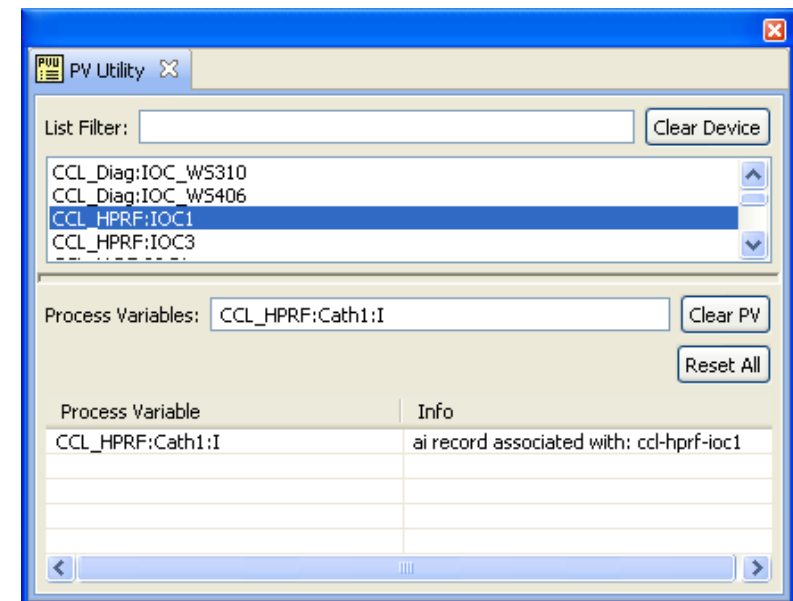 PVU
PV Utility
List Filter: Clear Device
CCL_Diag:IOC_WS310
CCL_Diag:IOC_WS406
CCL_HPRF:IOC1
CCL_HPRF:IOC3
Process Variables: CCL_HPRF:Cath1:I Clear PV
Reset All
Process Variable Info
CCL_HPRF:Cath1:I ai record associated with: ccl-hprf-ioc1